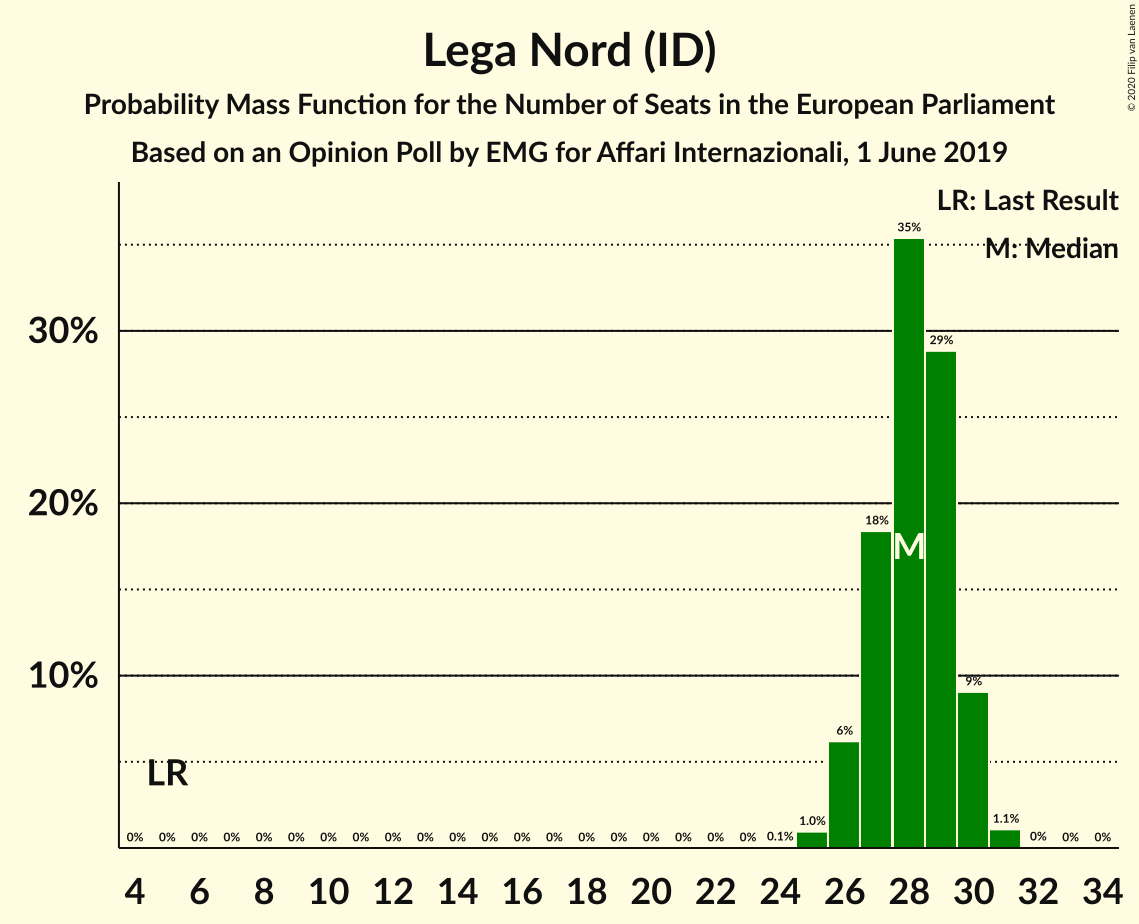 Lega Nord (ID)
Probability Mass Function for the Number of Seats in the European Parliament
Based on an Opinion Poll by EMG for Affari Internazionali, 1 June 2019
© 2020 Filip van Laenen
LR: Last Result
M: Median
35%
30%
29%
20%
18%
M
10%
9%
6%
LR
0% 0% 0% 0% 0% 0% 0% 0% 0% 0% 0% 0% 0% 0% 0% 0% 0% 0% 0% 0% 0.1% 1.0% 1.1% 0% 0% 0%
4 6 8 10 12 14 16 18 20 22 24 26 28 30 32 34